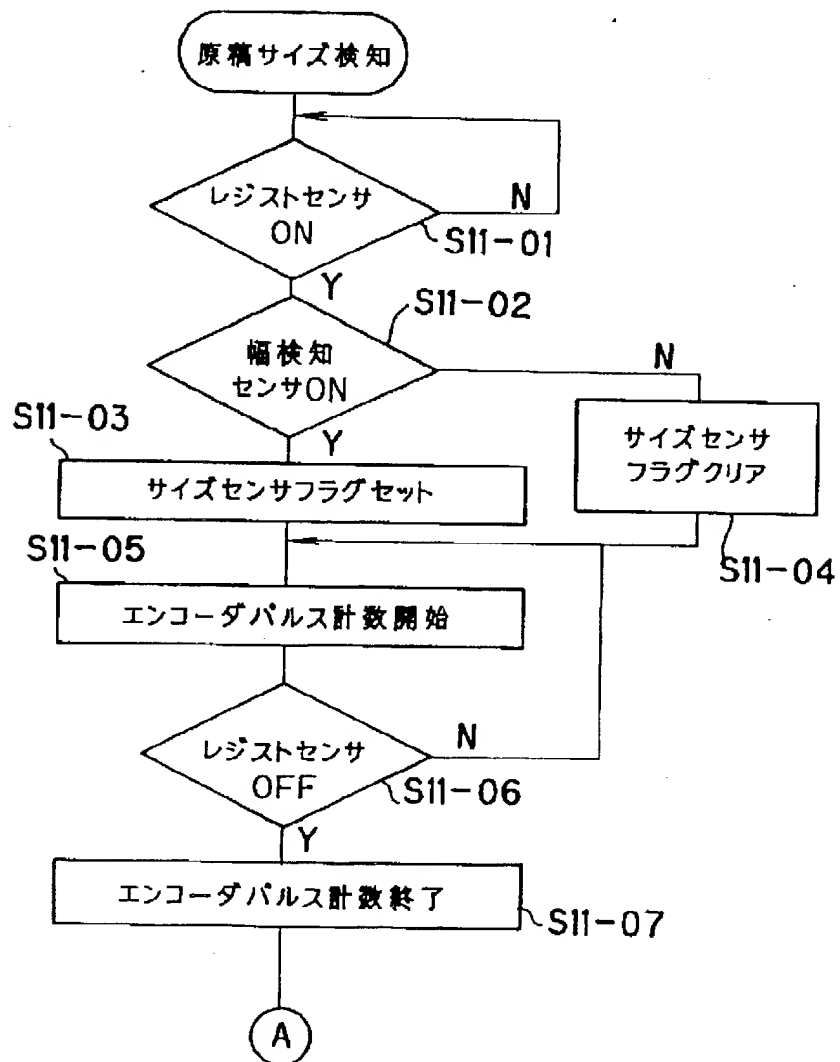 原稿サイズ検知
レジストセンサ
ON
N
S11-01
Y
S11-02
幅検知
センサON
N
S11-03
Y
サイズセンサ
フラグクリア
サイズセンサフラグセット
S11-04
S11-05
エンコーダパルス計数開始
レジストセンサ
OFF
N
S11-06
Y
エンコーダパルス計数終了
S11-07
A